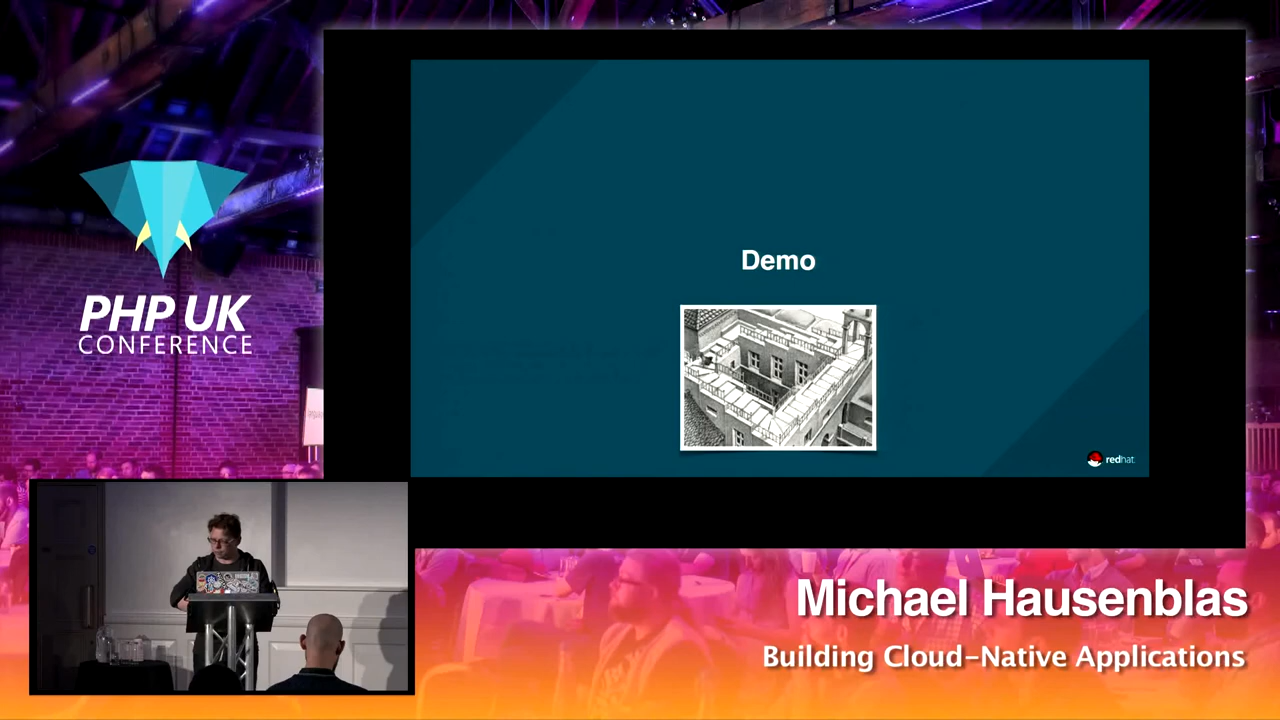 PHP UK
CONFERENCE
Demo
redhat.
Michael Hausenblas
Building Cloud-Native Applications